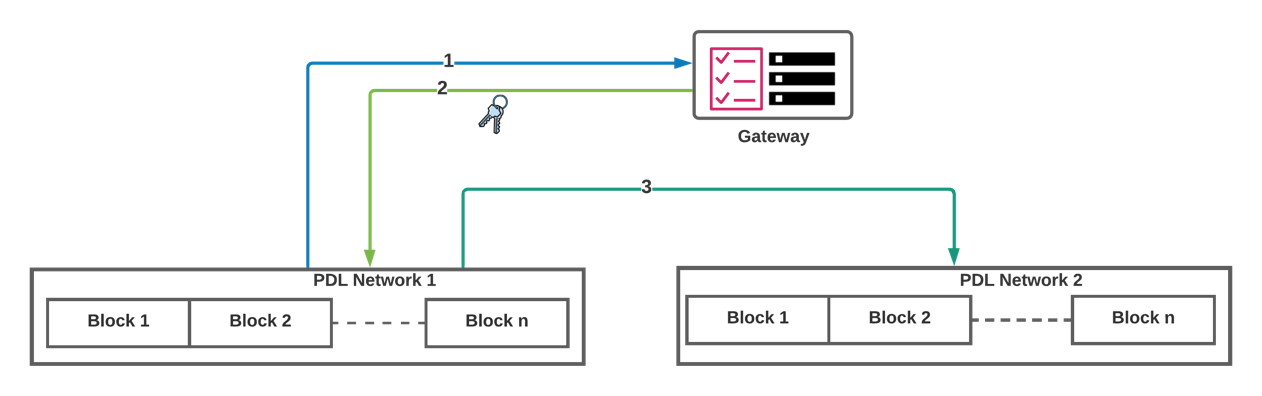 1
2
Gateway
3
PDL Network 1
Block 1
Block 2
Block n
PDL Network 2
Block 1
Block 2
Block n